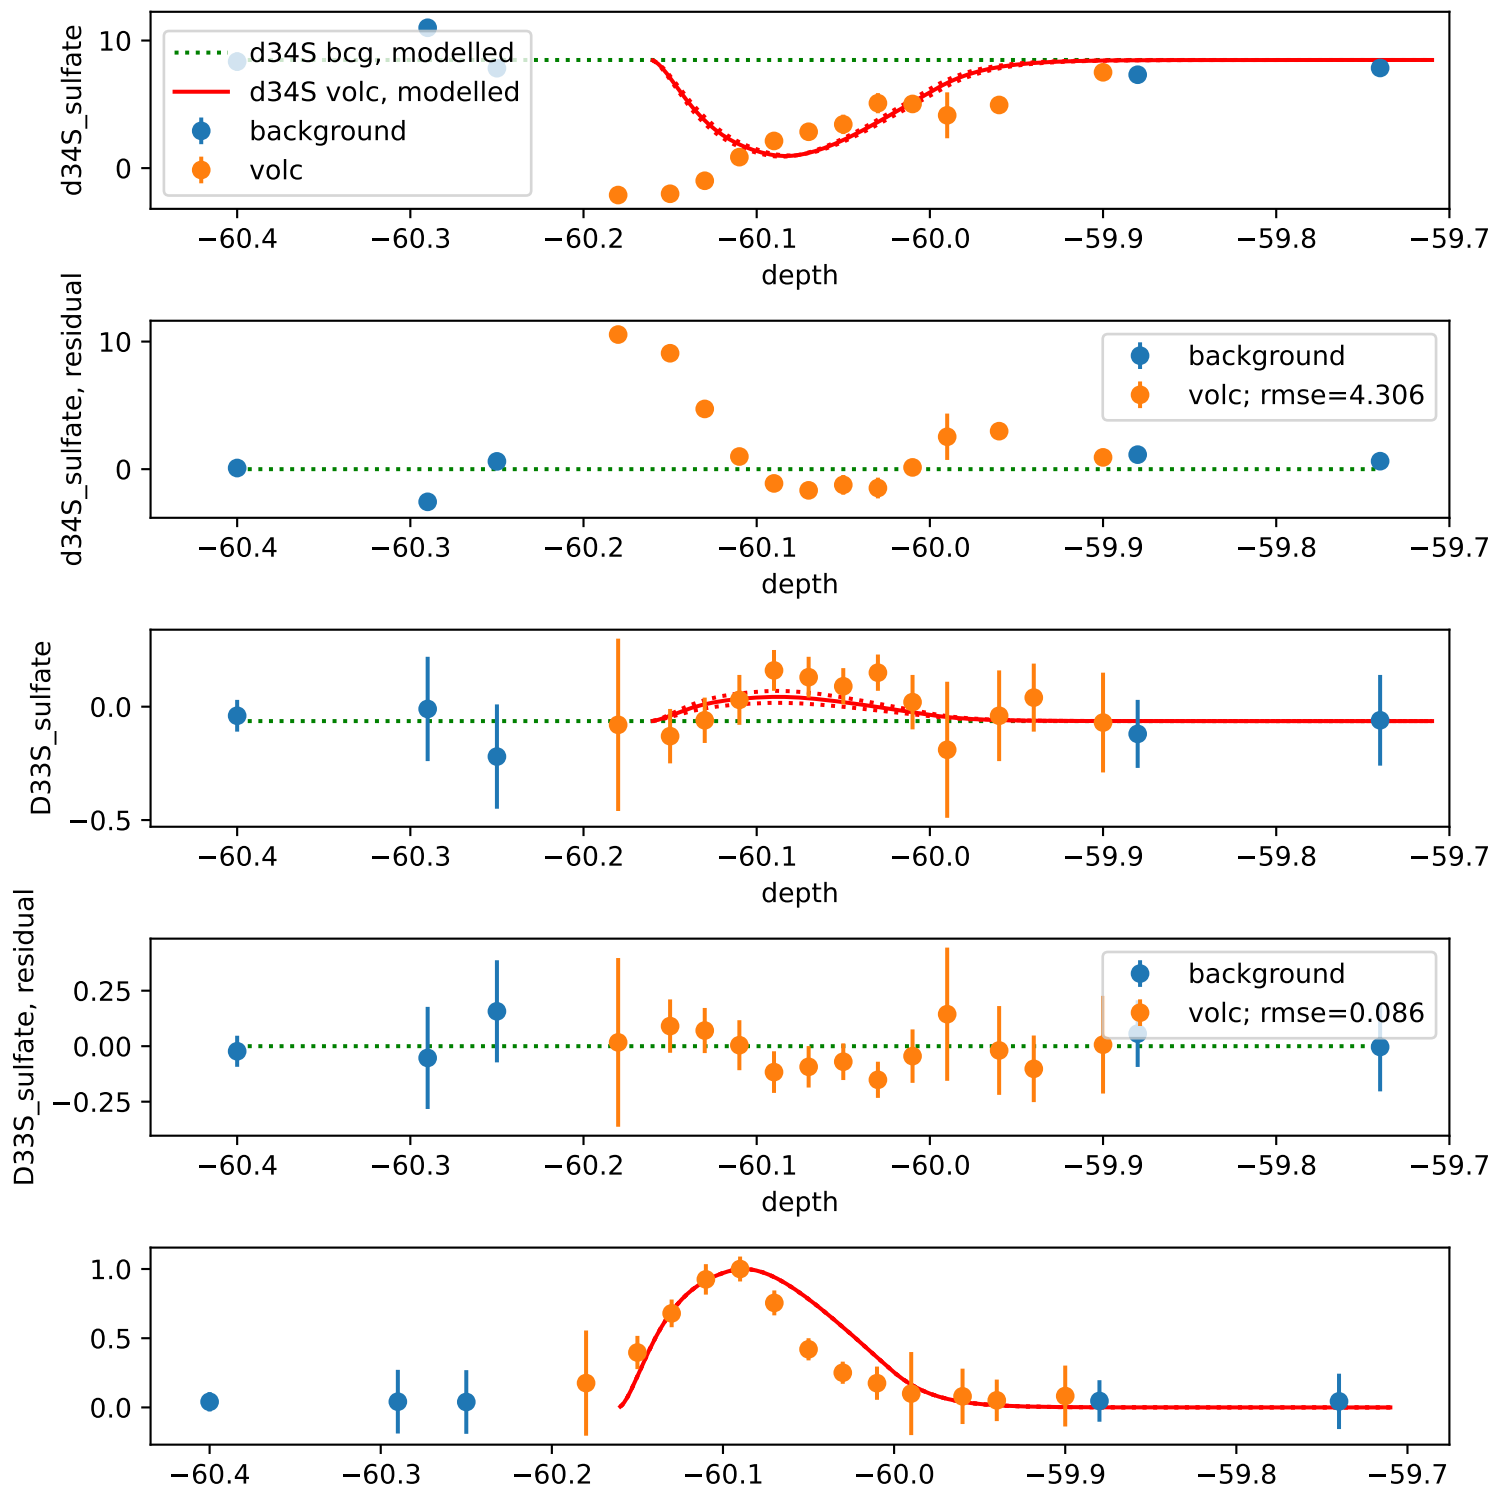 d34S_sulfate
10
0
d34S bcg, modelled
d34S volc, modelled
background
volc
−60.4 −60.3 −60.2 −60.1 −60.0 −59.9 −59.8 −59.7
depth
d34S_sulfate, residual
10
0
background
volc; rmse=4.306
−60.4 −60.3 −60.2 −60.1 −60.0 −59.9 −59.8 −59.7
depth
D33S_sulfate
0.0
−0.5
−60.4 −60.3 −60.2 −60.1 −60.0 −59.9 −59.8 −59.7
depth
D33S_sulfate, residual
0.25
0.00
−0.25
background
volc; rmse=0.086
−60.4 −60.3 −60.2 −60.1 −60.0 −59.9 −59.8 −59.7
depth
1.0
0.5
0.0
−60.4 −60.3 −60.2 −60.1 −60.0 −59.9 −59.8 −59.7